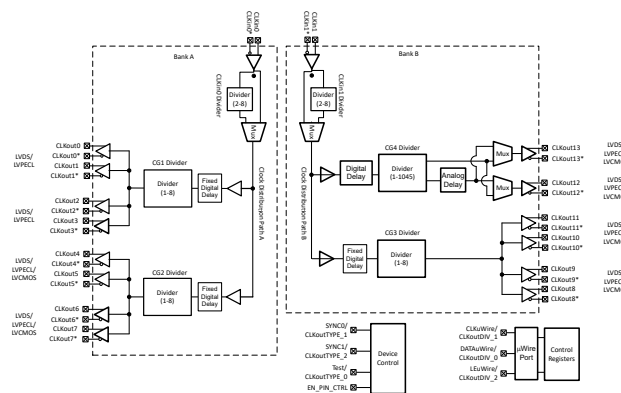 CLKin0*
CLKin0
CLKin1*
CLKin1
Bank A
Bank B
CLKin0 Divider
Divider
(2-8)
Mux
CLKin1 Divider
Divider
(2-8)
Mux
CLKout0
CLKout0*
CLKout1
CLKout1*
LVDS/
LVPECL
CG1 Divider
Divider
(1-8)
Fixed
Digital
Delay
CLKout2
CLKout2*
CLKout3
CLKout3*
LVDS/
LVPECL
Clock Distribution Path A
CLKout4
CLKout4*
CLKout5
CLKout5*
LVDS/
LVPECL/
LVCMOS
CG2 Divider
Divider
(1-8)
Fixed
Digital
Delay
CLKout6
CLKout6*
CLKout7
CLKout7*
LVDS/
LVPECL/
LVCMOS
Clock Distribution Path B
Digital
Delay
CG4 Divider
Divider
(1-1045)
Analog
Delay
Mux
Mux
CLKout13
CLKout13*
LVDS
LVPEC
LVCM
CLKout12
CLKout12*
Fixed
Digital
Delay
CG3 Divider
Divider
(1-8)
CLKout11
CLKout11*
CLKout10
CLKout10*
CLKout9
CLKout9*
CLKout8
CLKout8*
SYNC0/
CLKoutTYPE_1
SYNC1/
CLKoutTYPE_2
Test/
CLKoutTYPE_0
EN_PIN_CTRL
Device
Control
CLKuWire/
CLKoutDIV_1
DATAuWire/
CLKoutDIV_0
LEuWire/
CLKoutDIV_2
µWire
Port
Control
Registers